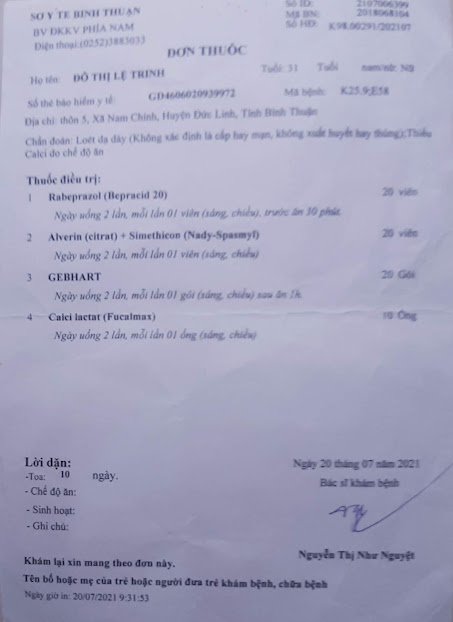 SỞ Y TẾ BÌNH THUẬN
BV ĐKKV PHÍA NAM
Điện thoại:(0252)3883033
Số ID: 2107006399
Mã BN: 2018068104
Số HĐ: K98.00291/202107
ĐƠN THUỐC
Họ tên: ĐỖ THỊ LỆ TRINH Tuổi: 31 Tuổi nam/nữ: Nữ
Số thẻ bảo hiểm y tế: GD4606020939972 Mã bệnh: K25.9;E58
Địa chỉ: thôn 5, Xã Nam Chính, Huyện Đức Linh, Tỉnh Bình Thuận
Chẩn đoán: Loét dạ dày (Không xác định là cấp hay mạn, không xuất huyết hay thủng);Thiếu
Calci do chế độ ăn
Thuốc điều trị:
1 Rabeprazol (Bepracid 20) 20 viên
Ngày uống 2 lần, mỗi lần 01 viên (sáng, chiều), trước ăn 30 phút.
2 Alverin (citrat) + Simethicon (Nady-Spasmyl) 20 viên
Ngày uống 2 lần, mỗi lần 01 viên (sáng, chiều)
3 GEBHART 20 Gói
Ngày uống 2 lần, mỗi lần 01 gói (sáng, chiều) sau ăn 1h.
4 Calci lactat (Fucalmax) 10 Ống
Ngày uống 2 lần, mỗi lần 01 ống (sáng, chiều)
Lời dặn:
-Toa: 10 ngày.
- Chế độ ăn:
- Sinh hoạt:
- Ghi chú:
Ngày 20 tháng 07 năm 2021
Bác sĩ khám bệnh
Nguyễn Thị Như Nguyệt
Khám lại xin mang theo đơn này.
Tên bố hoặc mẹ của trẻ hoặc người đưa trẻ khám bệnh, chữa bệnh
Ngày giờ in: 20/07/2021 9:31:53